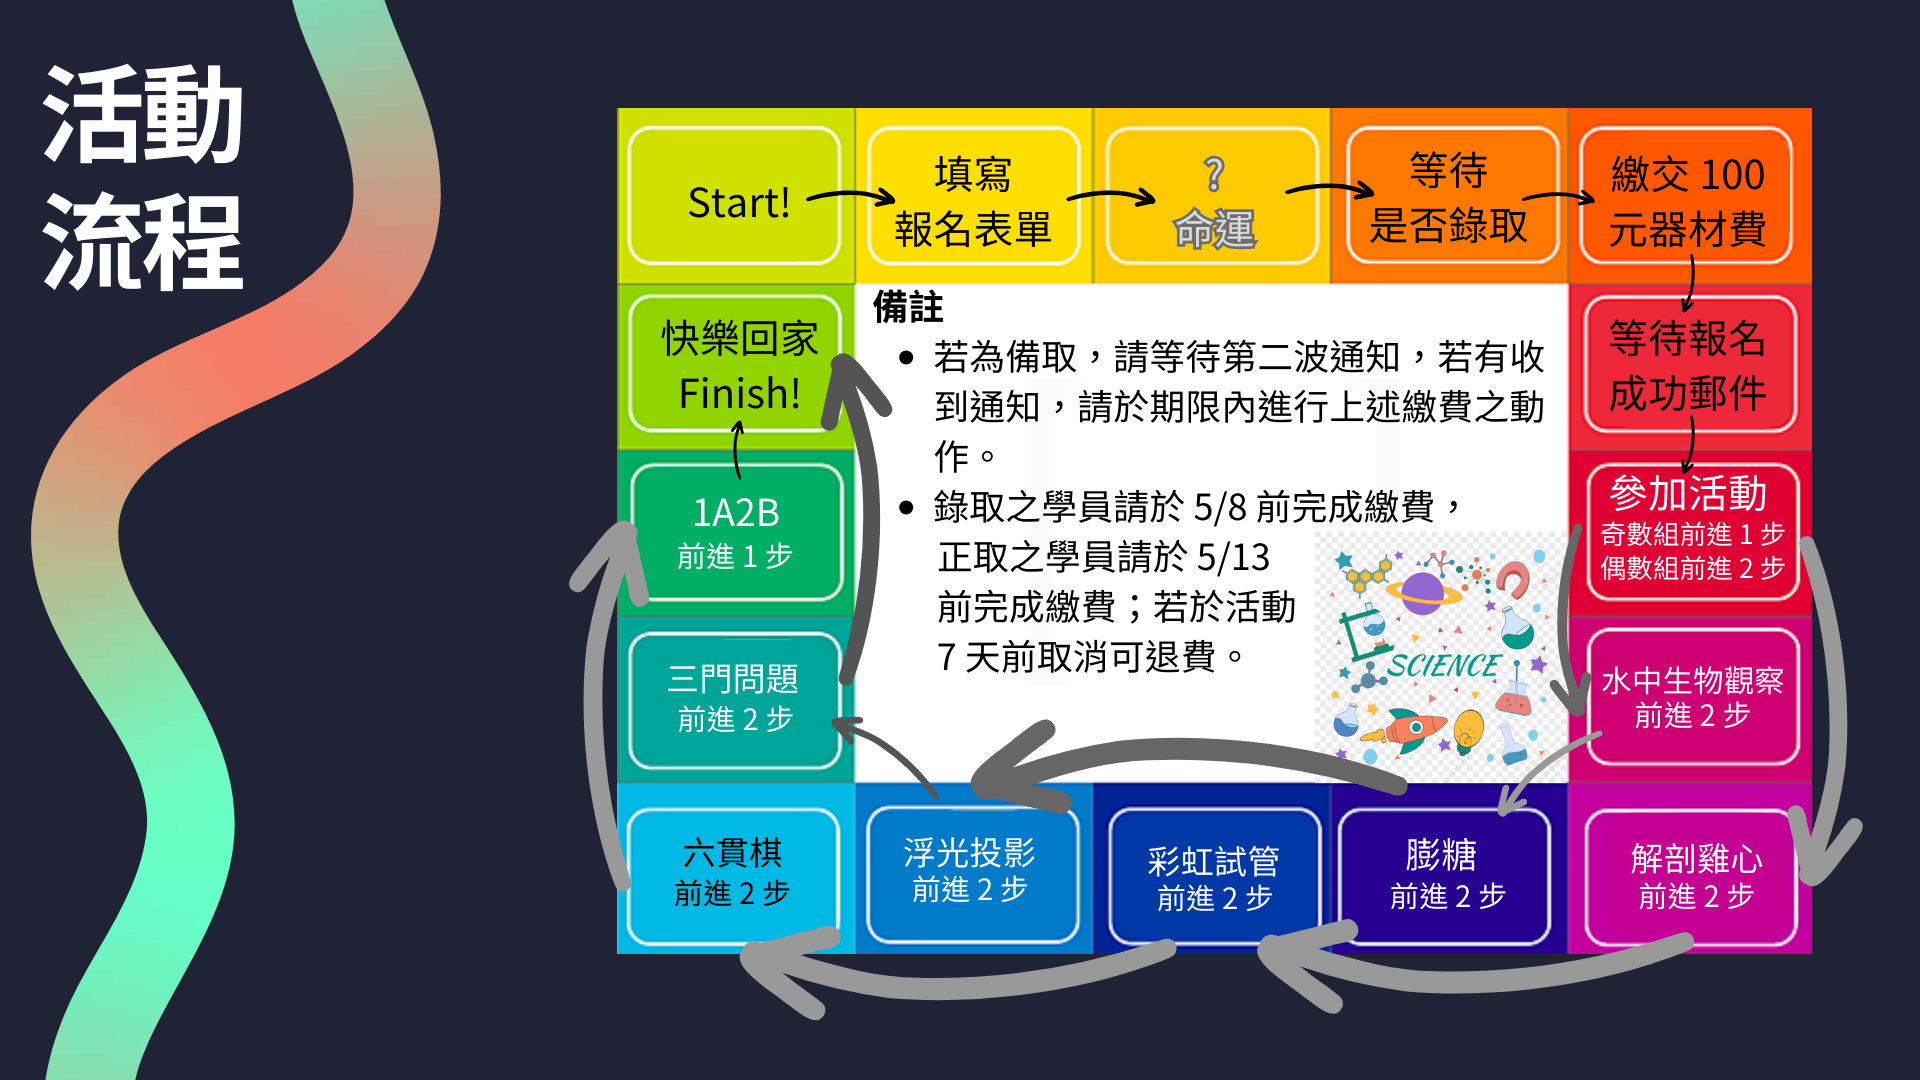 活動
流程
Start!
填寫
報名表單
?
命運
等待
是否錄取
繳交 100
元器材費
等待報名
成功郵件
參加活動
奇數組前進 1 步
偶數組前進 2 步
水中生物觀察
前進 2 步
解剖雞心
前進 2 步
膨糖
前進 2 步
彩虹試管
前進 2 步
浮光投影
前進 2 步
六貫棋
前進 2 步
三門問題
前進 2 步
1A2B
前進 1 步
快樂回家
Finish!
備註
• 若為備取，請等待第二波通知，若有收
到通知，請於期限內進行上述繳費之動
作。
• 錄取之學員請於 5/8 前完成繳費，
正取之學員請於 5/13
前完成繳費；若於活動
7 天前取消可退費。
SCIENCE